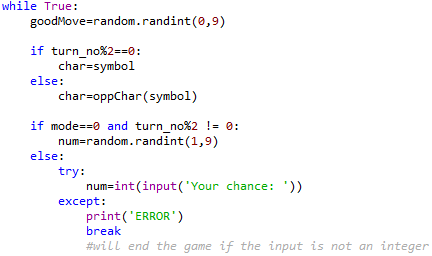 while True:
    goodMove=random.randint(0,9)
    if turn_no%2==0:
        char=symbol
    else:
        char=oppChar(symbol)
    if mode==0 and turn_no%2 != 0:
        num=random.randint(1,9)
    else:
        try:
            num=int(input('Your chance: '))
        except:
            print('ERROR')
            break
            #will end the game if the input is not an integer